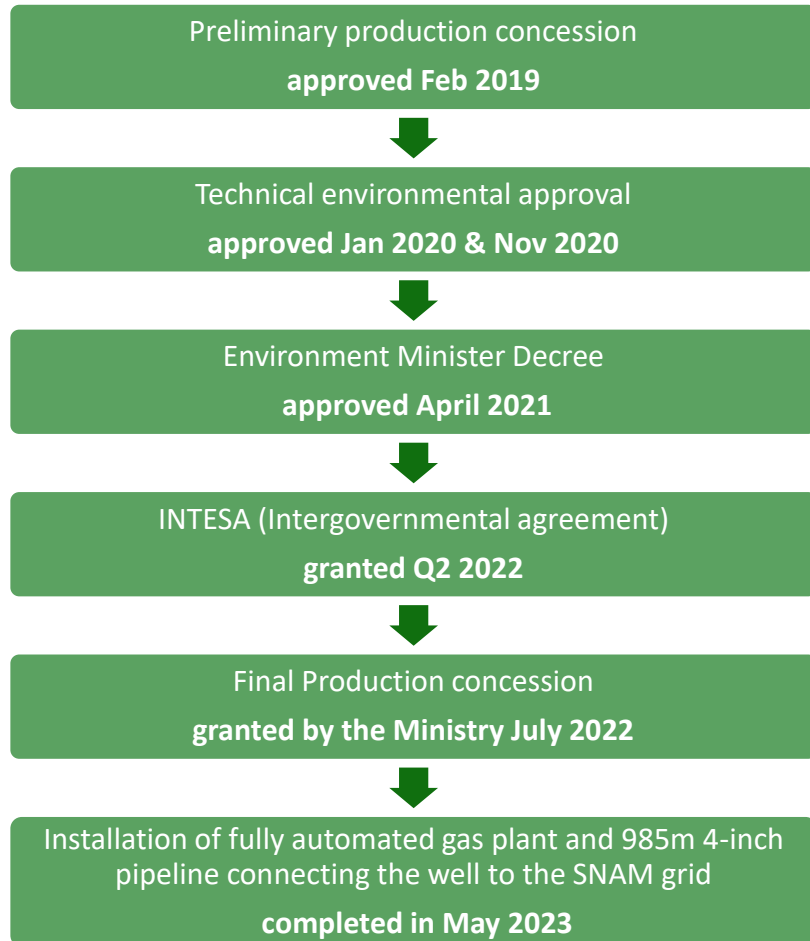 Preliminary production concession
approved Feb 2019
Technical environmental approval
approved Jan 2020 & Nov 2020
Environment Minister Decree
approved April 2021
INTESA (Intergovernmental agreement)
granted Q2 2022
Final Production concession
granted by the Ministry July 2022
Installation of fully automated gas plant and 985m 4-inch
pipeline connecting the well to the SNAM grid
completed in May 2023